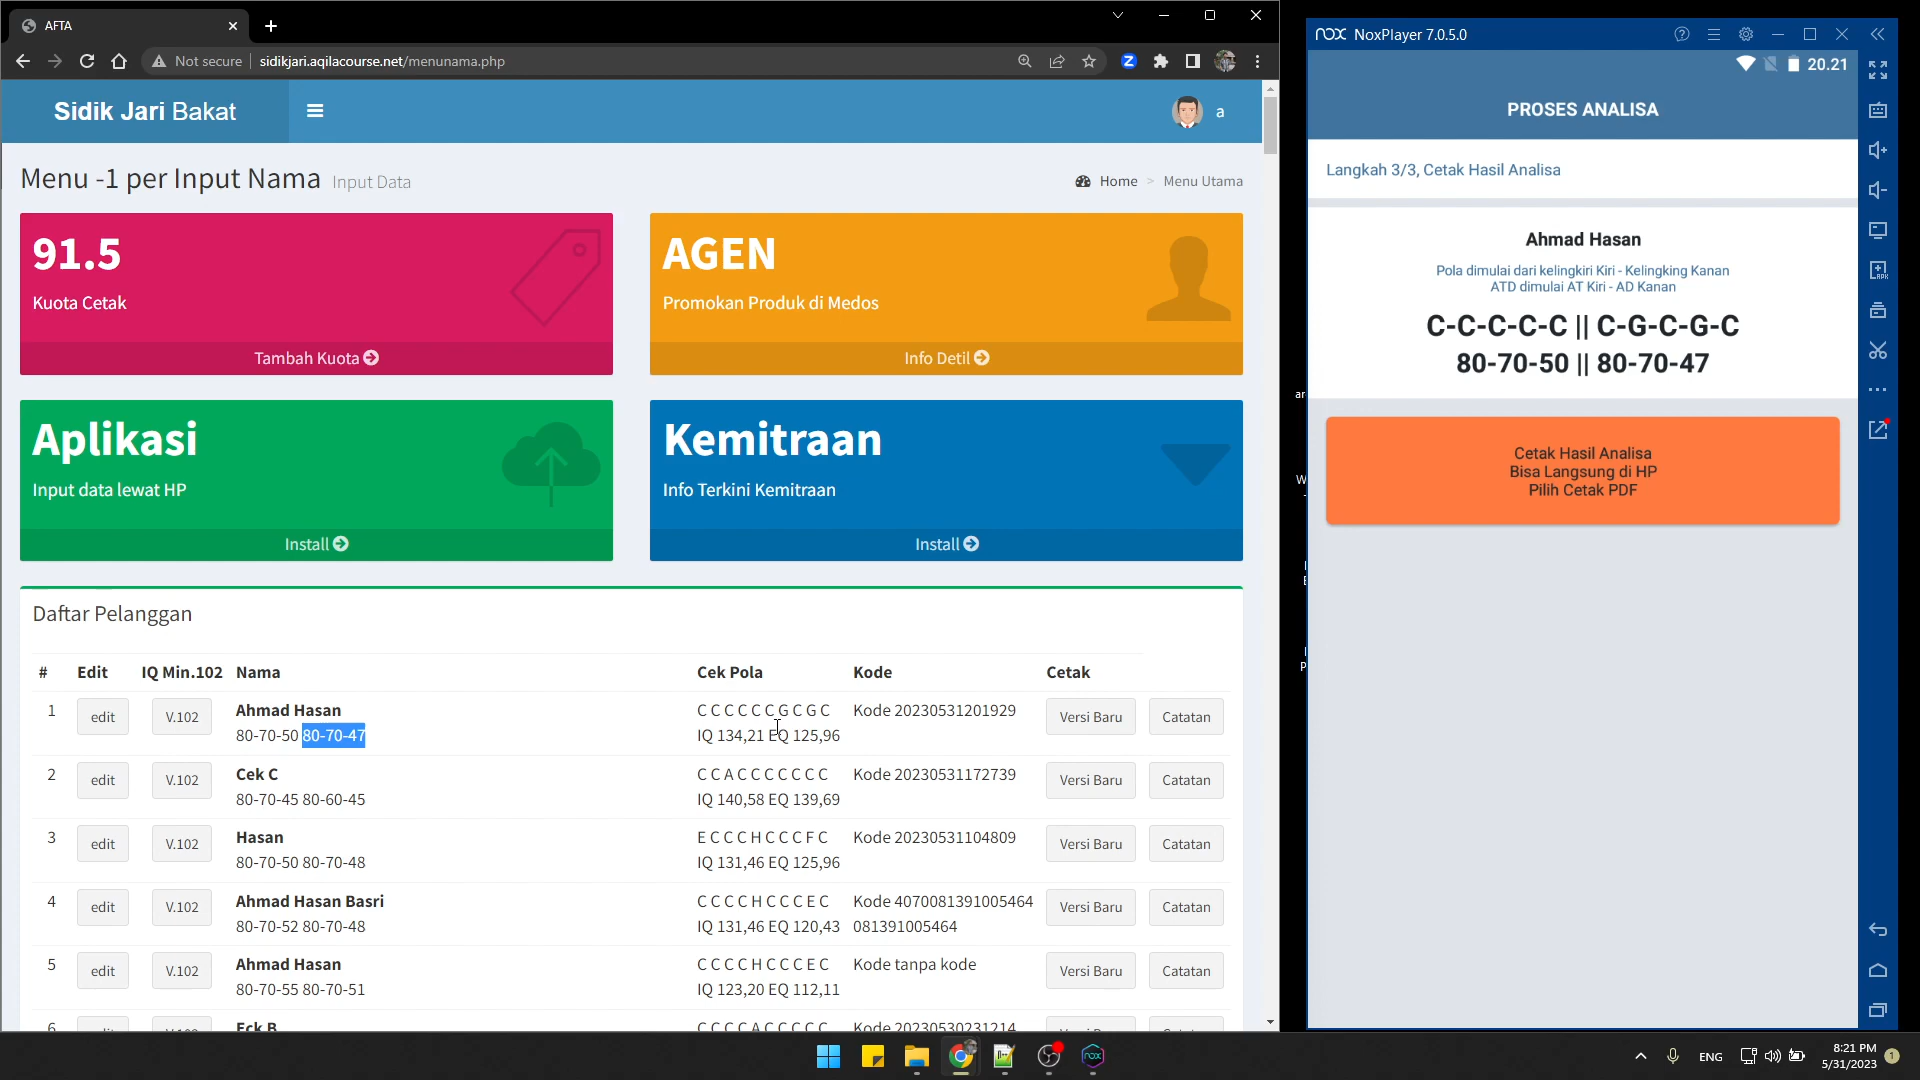 AFTA
Not secure
sidikjari.aqilacourse.net/menunama.php
Sidik Jari Bakat
a
Menu -1 per Input Nama Input Data
Home > Menu Utama
91.5
Kuota Cetak
Tambah Kuota
AGEN
Promokan Produk di Medos
Info Detil
Aplikasi
Input data lewat HP
Install
Kemitraan
Info Terkini Kemitraan
Install
Daftar Pelanggan
# Edit IQ Min.102 Nama Cek Pola Kode Cetak
1 edit V.102 Ahmad Hasan C C C C C C G C G C Kode 20230531201929 Versi Baru Catatan
80-70-50 80-70-47 IQ 134,21 EQ 125,96
2 edit V.102 Cek C C C A C C C C C C C Kode 20230531172739 Versi Baru Catatan
80-70-45 80-60-45 IQ 140,58 EQ 139,69
3 edit V.102 Hasan E C C C H C C C F C Kode 20230531104809 Versi Baru Catatan
80-70-50 80-70-48 IQ 131,46 EQ 125,96
4 edit V.102 Ahmad Hasan Basri C C C C H C C C E C Kode 4070081391005464 Versi Baru Catatan
80-70-52 80-70-48 IQ 131,46 EQ 120,43 081391005464
5 edit V.102 Ahmad Hasan C C C C H C C C E C Kode tanpa kode Versi Baru Catatan
80-70-55 80-70-51 IQ 123,20 EQ 112,11
6 Eck B C C C C A C C C C C Kode 20230530231214
nox NoxPlayer 7.0.5.0
20.21
PROSES ANALISA
Langkah 3/3, Cetak Hasil Analisa
Ahmad Hasan
Pola dimulai dari kelingkiri Kiri - Kelingking Kanan
ATD dimulai AT Kiri - AD Kanan
C-C-C-C-C || C-G-C-G-C
80-70-50 || 80-70-47
Cetak Hasil Analisa
Bisa Langsung di HP
Pilih Cetak PDF
ENG
8:21 PM
5/31/2023
1